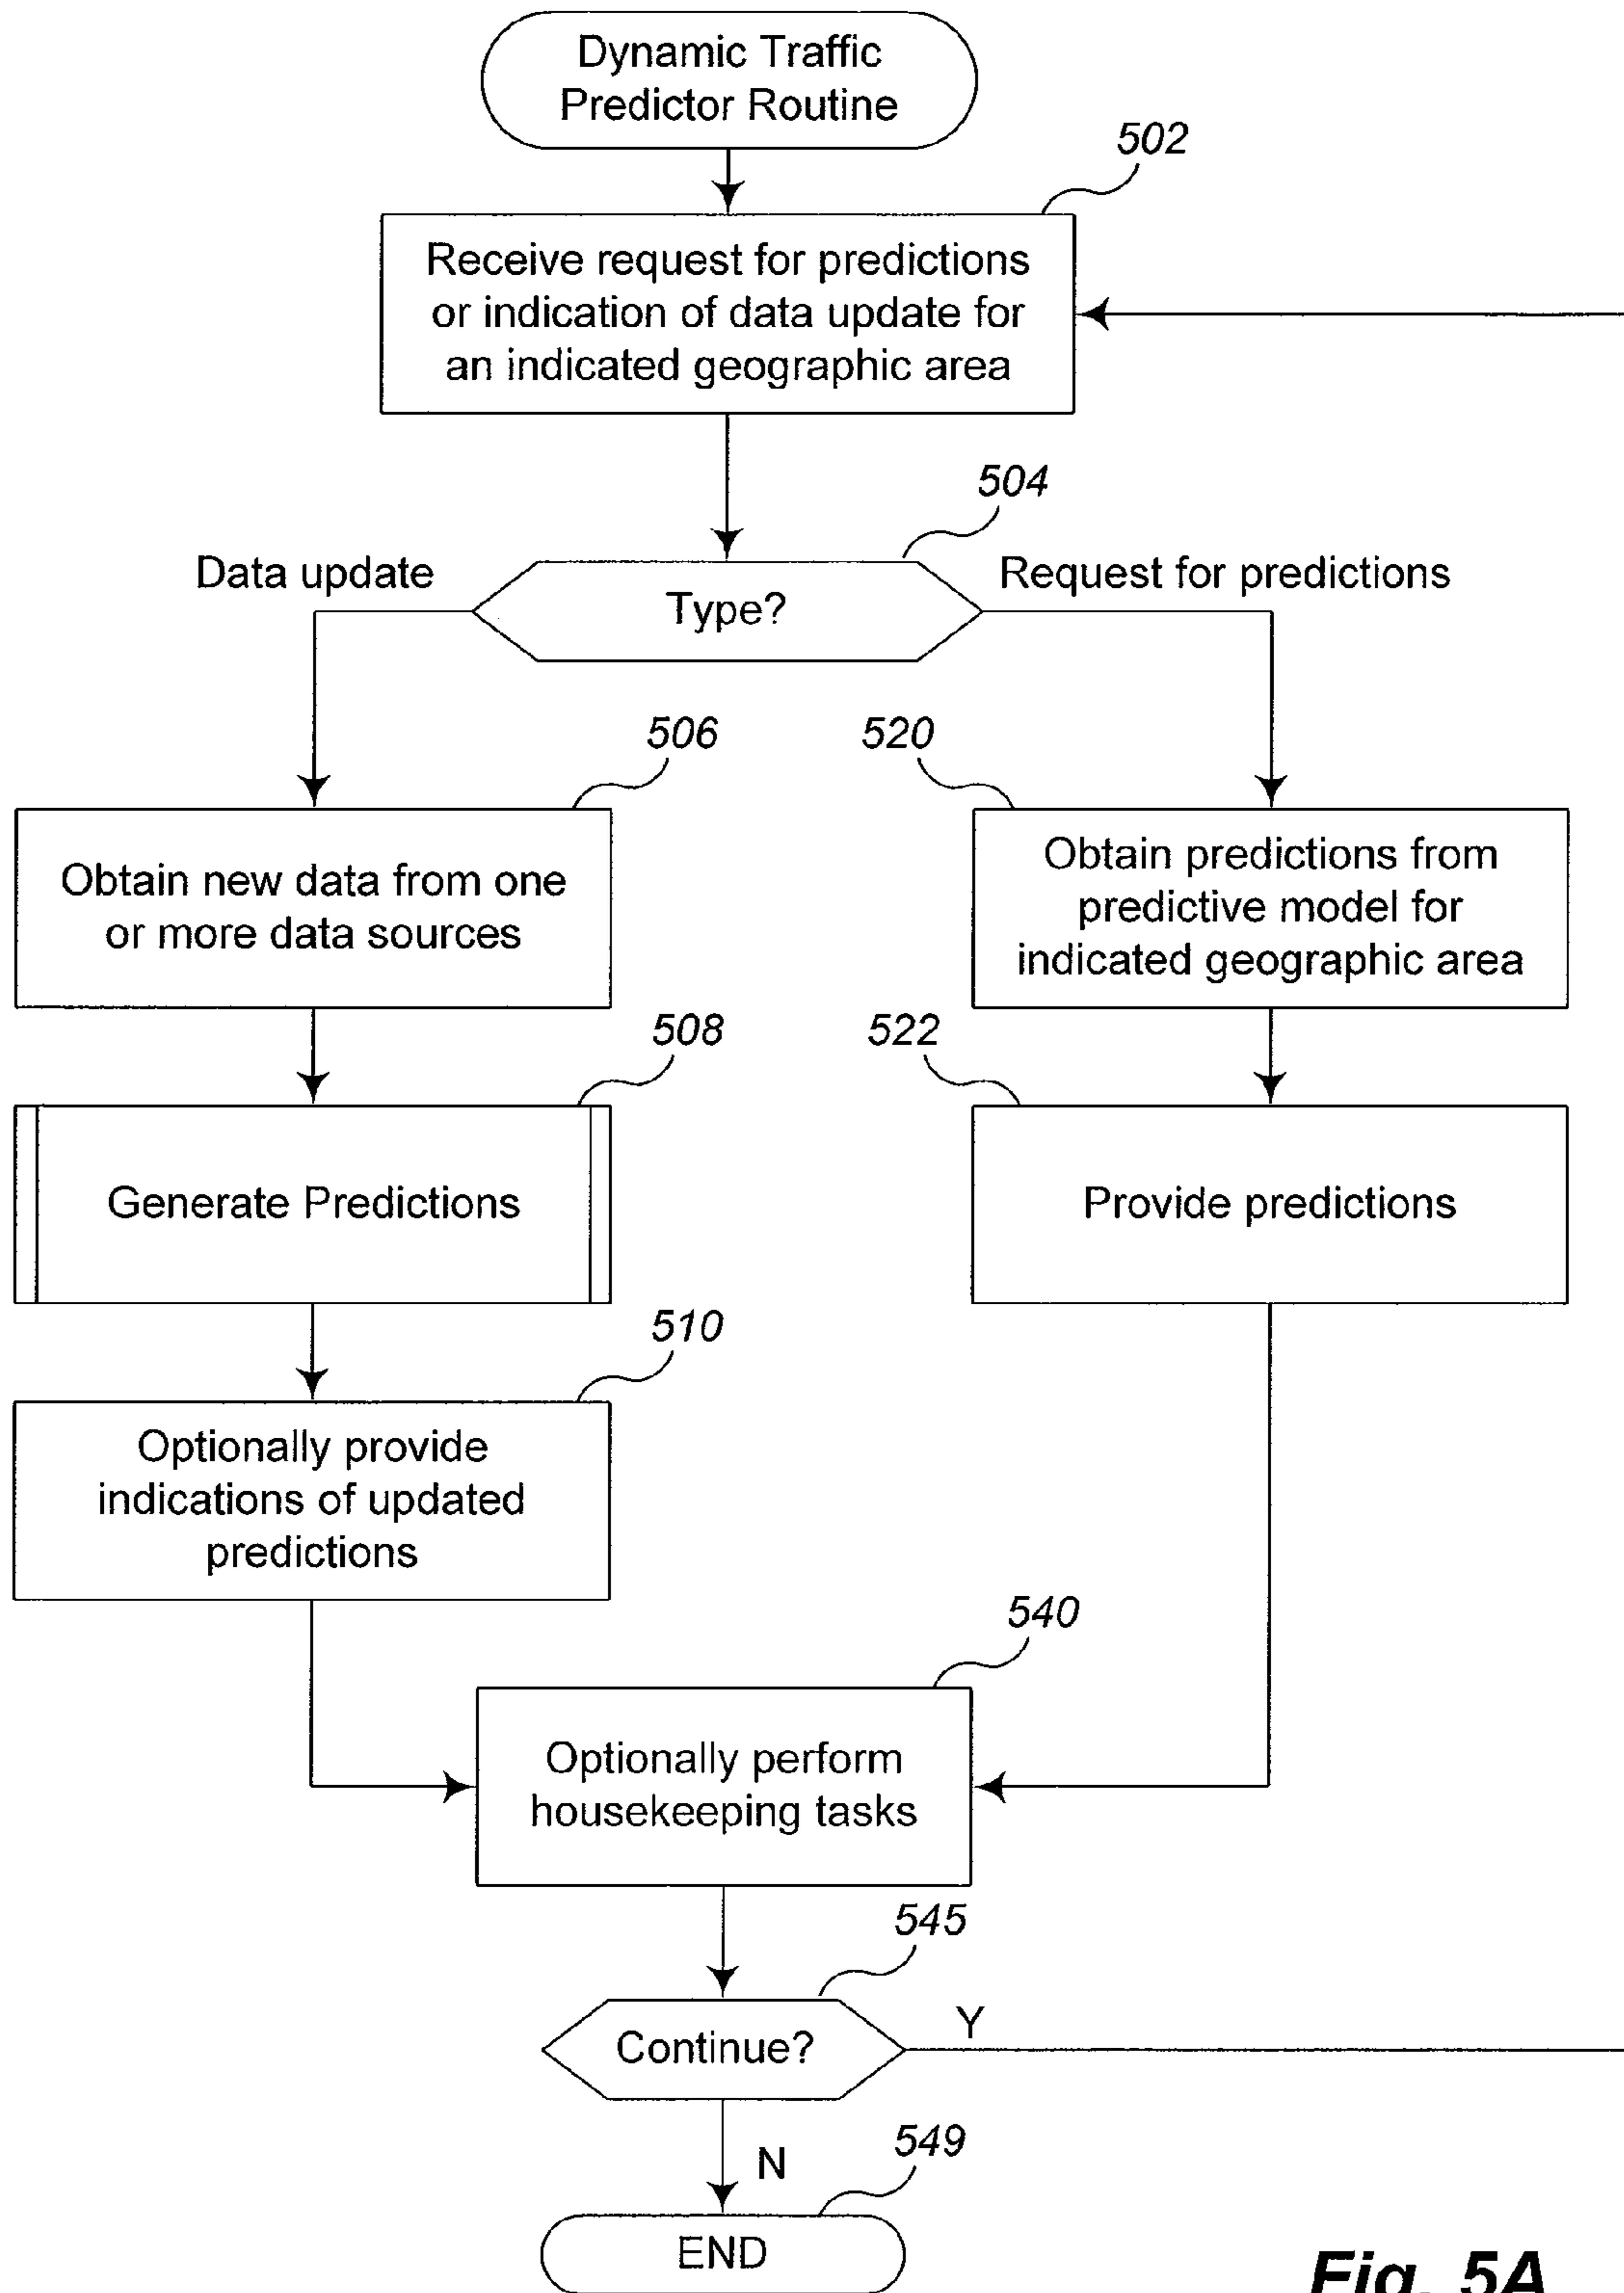 Dynamic Traffic
Predictor Routine
502
Receive request for predictions
or indication of data update for
an indicated geographic area
504
Data update
Type?
Request for predictions
506
520
Obtain new data from one
or more data sources
Obtain predictions from
predictive model for
indicated geographic area
508
522
Generate Predictions
Provide predictions
510
Optionally provide
indications of updated
predictions
540
Optionally perform
housekeeping tasks
545
Continue?
Y
N
549
END
Fig. 5A